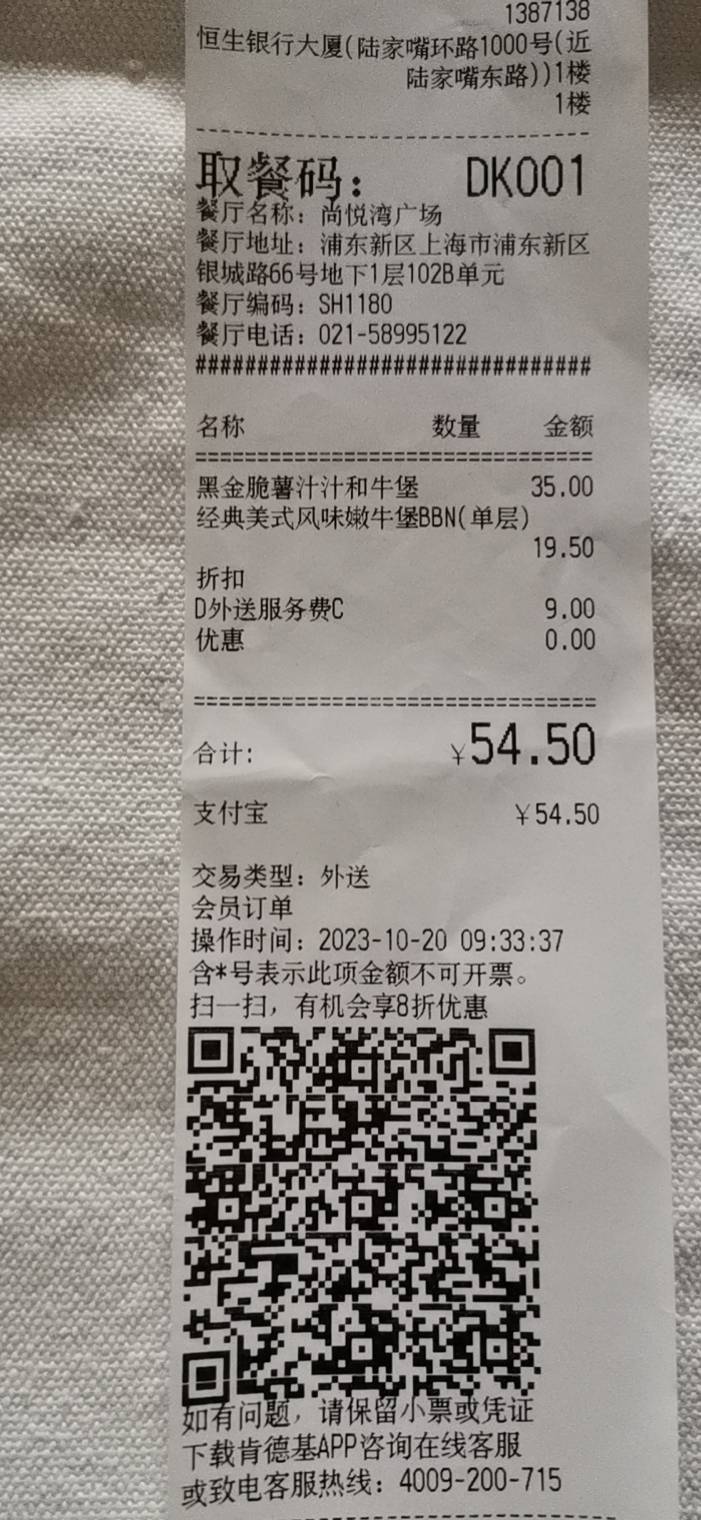 1387138
恒生银行大厦(陆家嘴环路1000号(近
陆家嘴东路))1楼
1楼
--------------------------------
取餐码： DK001
餐厅名称：尚悦湾广场
餐厅地址：浦东新区上海市浦东新区
银城路66号地下1层102B单元
餐厅编码：SH1180
餐厅电话：021-58995122
################################
名称 数量 金额
================================
黑金脆薯汁汁和牛堡 35.00
经典美式风味嫩牛堡BBN(单层)
19.50
折扣
D外送服务费C 9.00
优惠 0.00
================================
合计: ¥54.50
支付宝 ¥54.50
交易类型：外送
会员订单
操作时间：2023-10-20 09:33:37
含*号表示此项金额不可开票。
扫一扫，有机会享8折优惠
如有问题，请保留小票或凭证
下载肯德基APP咨询在线客服
或致电客服热线：4009-200-715
--------------------------------